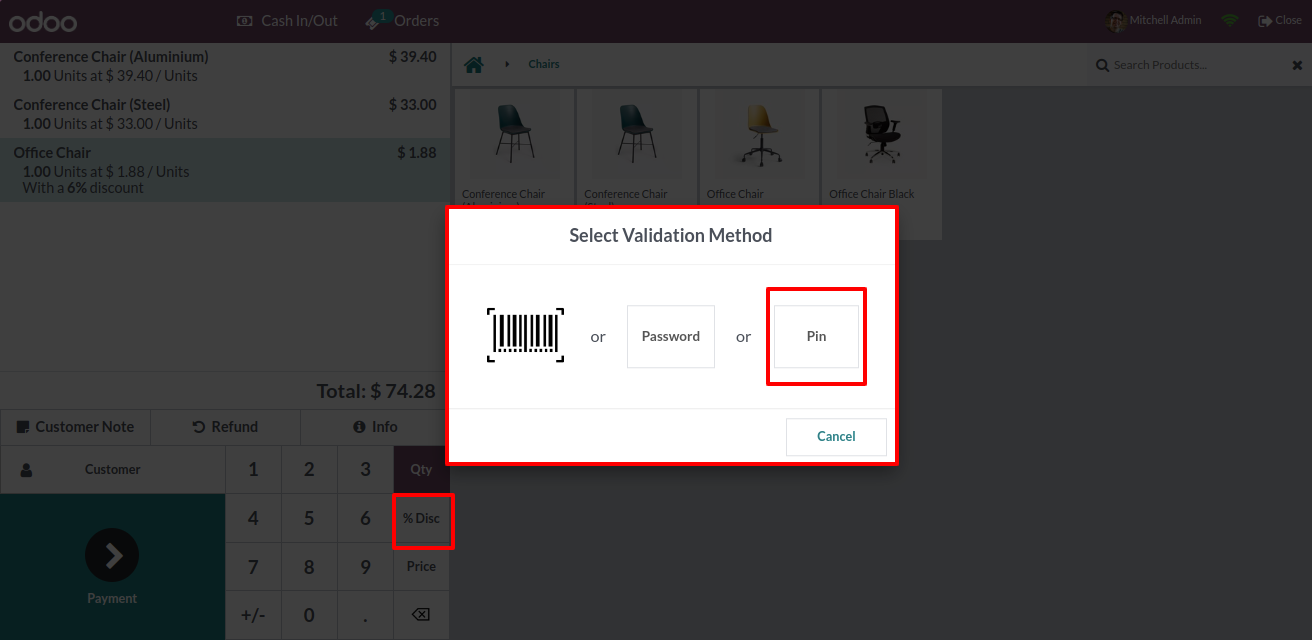 odoo
Cash In/Out
1
Orders
Mitchell Admin
Close
Conference Chair (Aluminium) $ 39.40
1.00 Units at $ 39.40 / Units
Conference Chair (Steel) $ 33.00
1.00 Units at $ 33.00 / Units
Office Chair $ 1.88
1.00 Units at $ 1.88 / Units
With a 6% discount
Chairs
Search Products...
Conference Chair
Conference Chair
Office Chair
Office Chair Black
Select Validation Method
or
Password
or
Pin
Cancel
Total: $ 74.28
Customer Note
Refund
Info
Customer
1 2 3 Qty
4 5 6 % Disc
7 8 9 Price
+/- 0 .
Payment